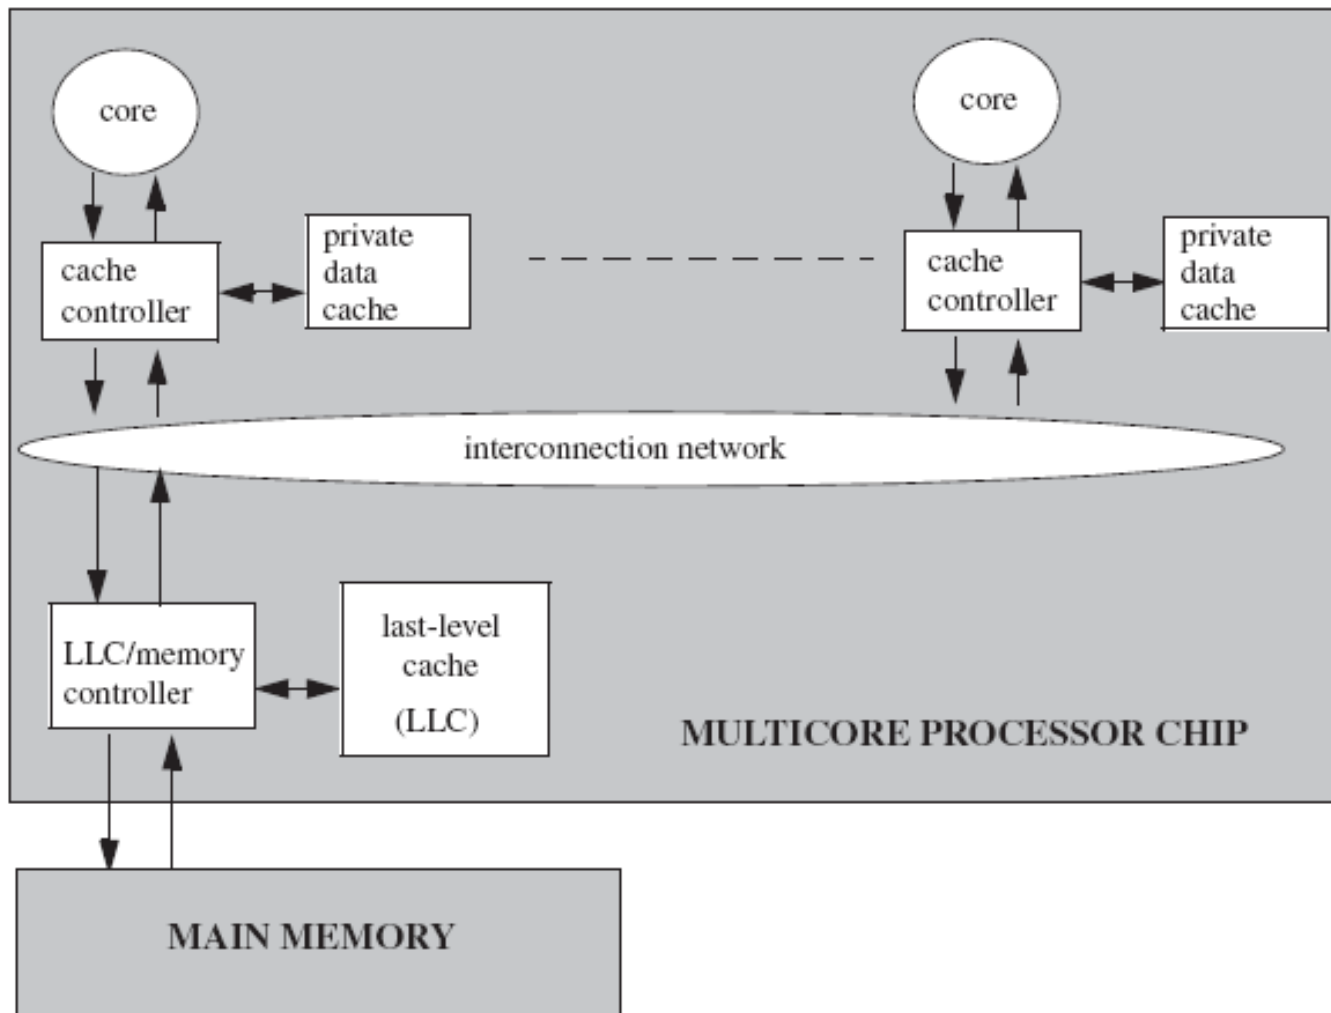 core
core
cache
controller
private
data
cache
cache
controller
private
data
cache
interconnection network
LLC/memory
controller
last-level
cache
(LLC)
MULTICORE PROCESSOR CHIP
MAIN MEMORY